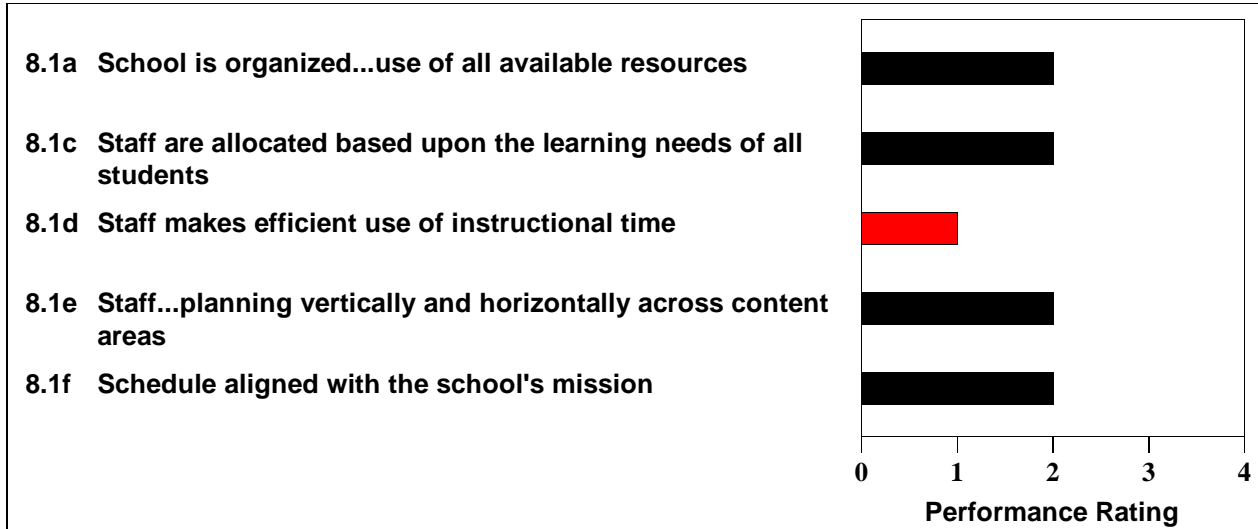 8.1a School is organized...use of all available resources
8.1c Staff are allocated based upon the learning needs of all
students
8.1d Staff makes efficient use of instructional time
8.1e Staff...planning vertically and horizontally across content
areas
8.1f Schedule aligned with the school's mission
0 1 2 3 4
Performance Rating